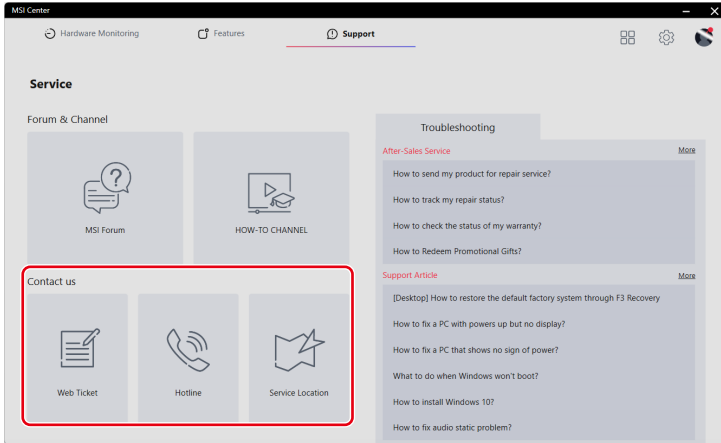 MSI Center
Hardware Monitoring
Features
Support
Service
Forum & Channel
MSI Forum
HOW-TO CHANNEL
Contact us
Web Ticket
Hotline
Service Location
Troubleshooting
After-Sales Service
More
How to send my product for repair service?
How to track my repair status?
How to check the status of my warranty?
How to Redeem Promotional Gifts?
Support Article
More
[Desktop] How to restore the default factory system through F3 Recovery
How to fix a PC with powers up but no display?
How to fix a PC that shows no sign of power?
What to do when Windows won't boot?
How to install Windows 10?
How to fix audio static problem?